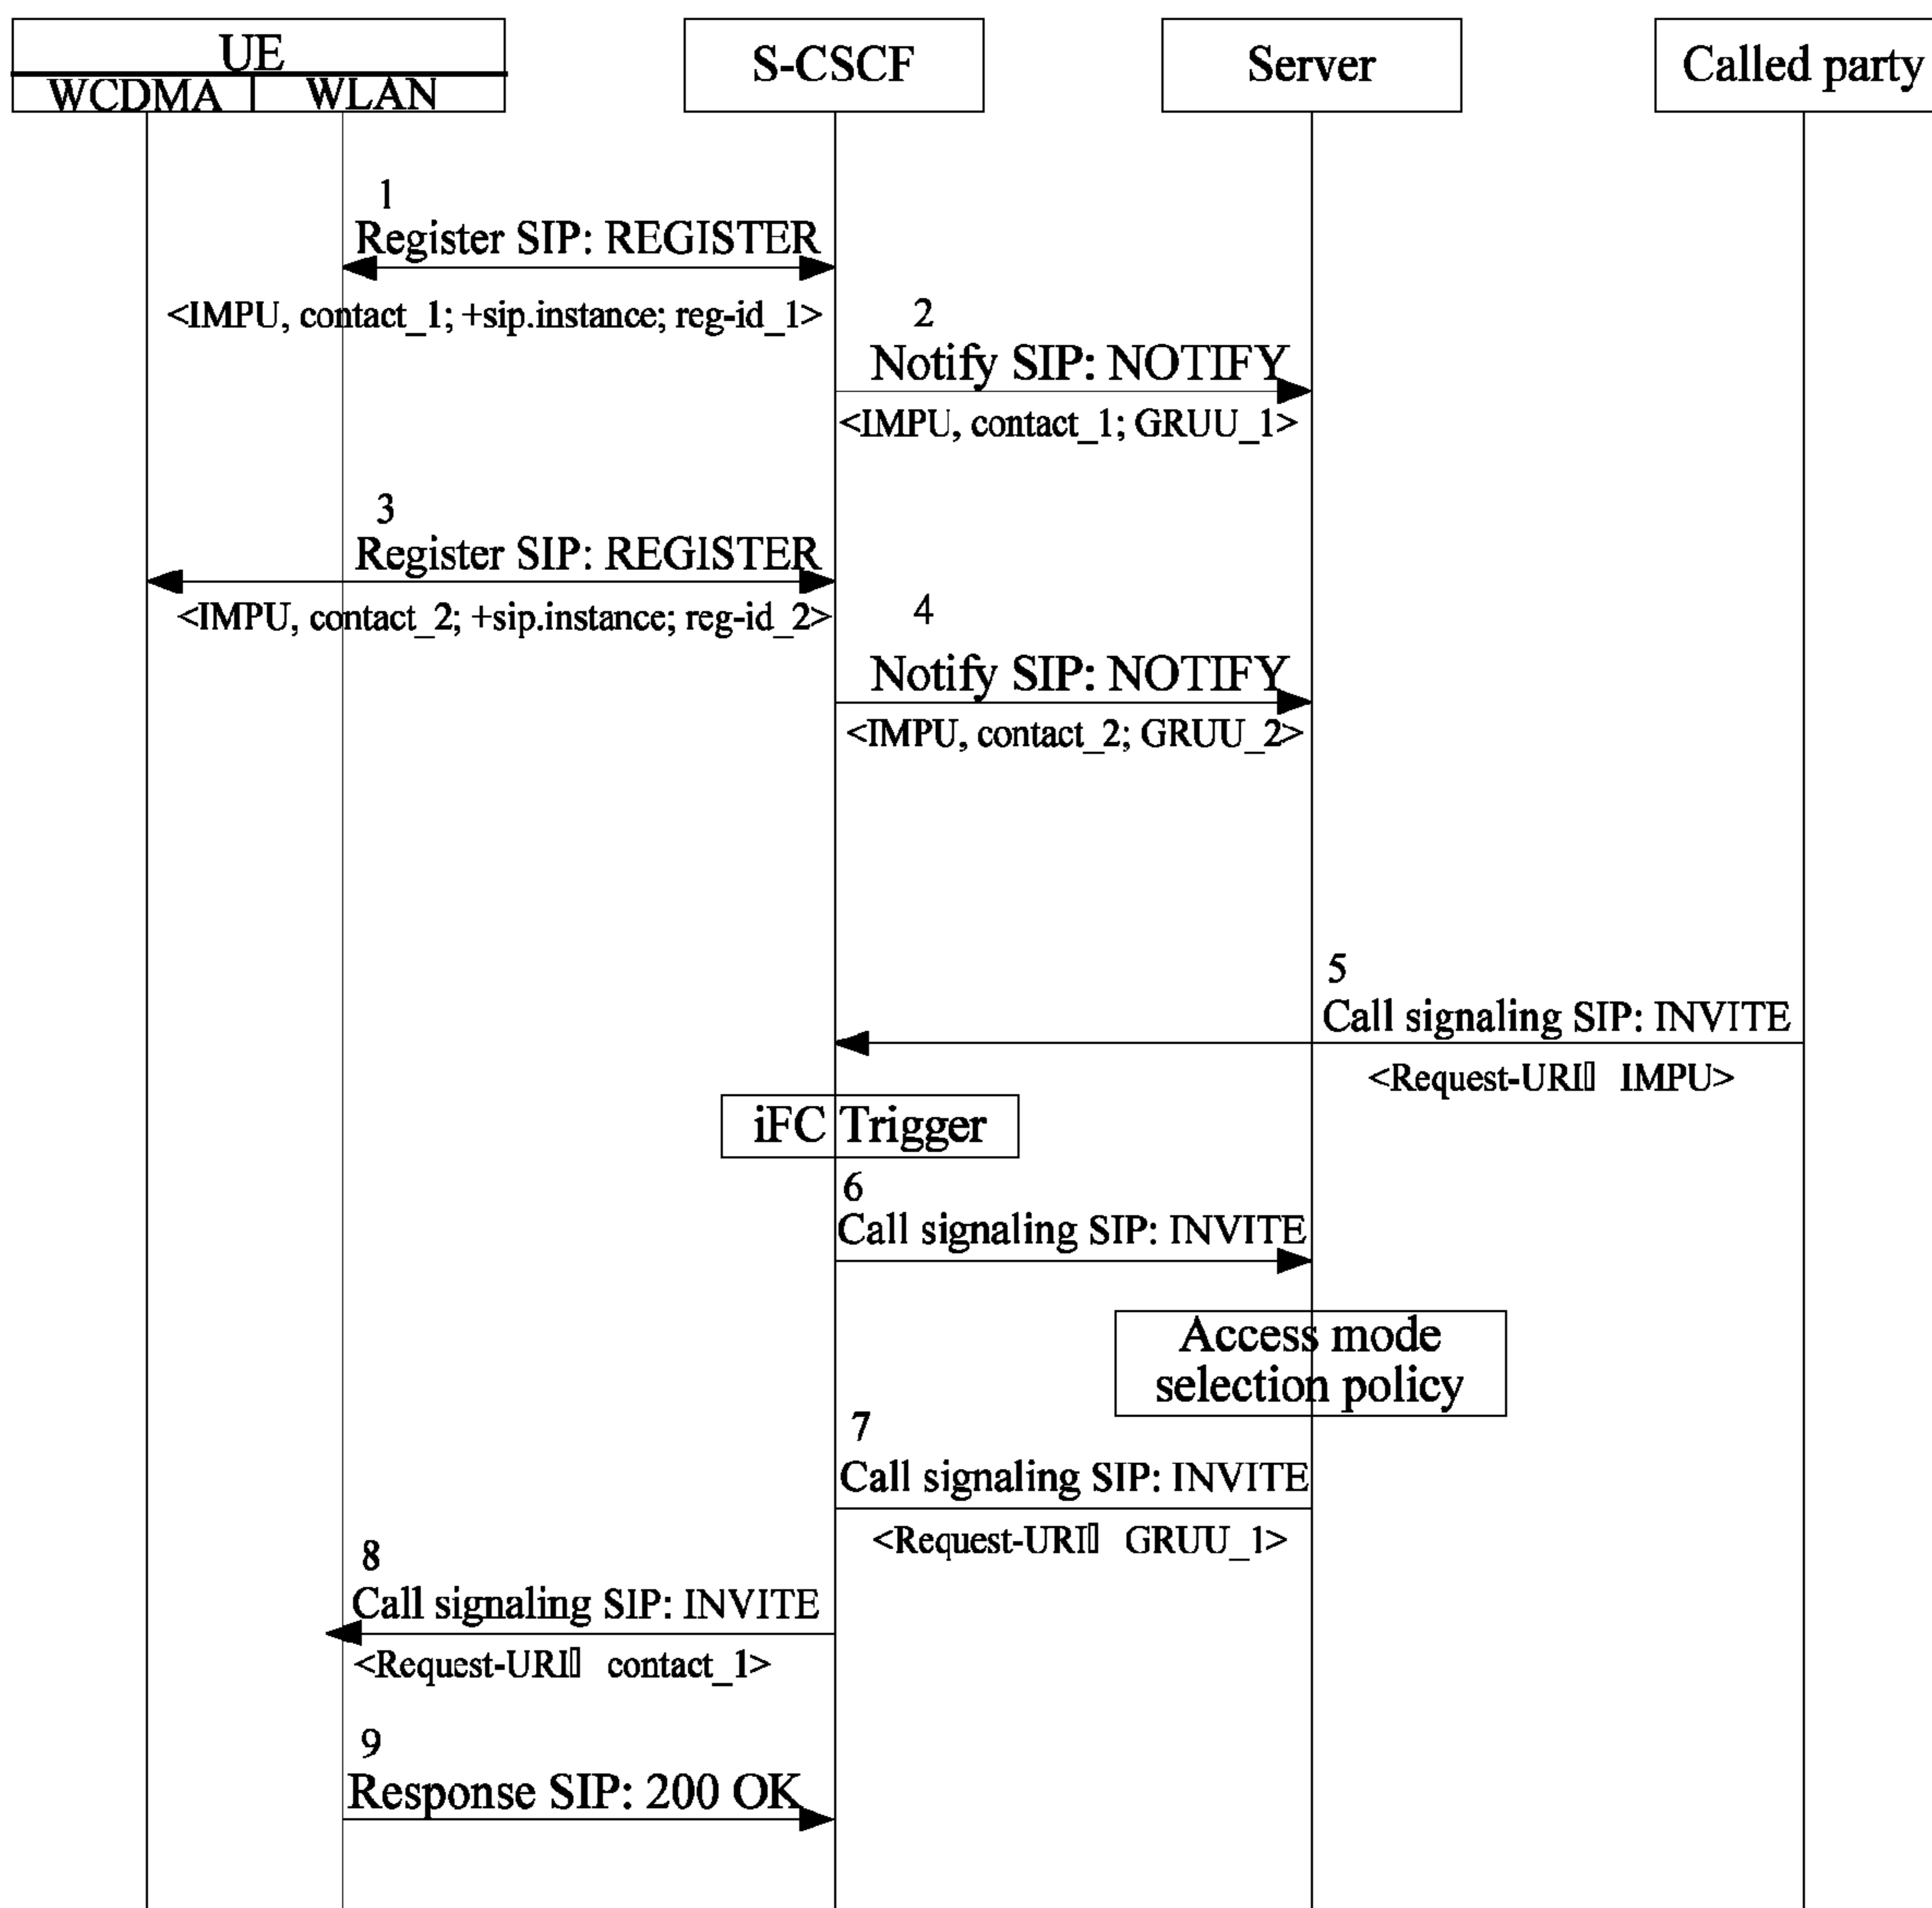 UE
WCDMA
WLAN
S-CSCF
Server
Called party
1
Register SIP: REGISTER
<IMPU, contact_1; +sip.instance; reg-id_1>
2
Notify SIP: NOTIFY
<IMPU, contact_1; GRUU_1>
3
Register SIP: REGISTER
<IMPU, contact_2; +sip.instance; reg-id_2>
4
Notify SIP: NOTIFY
<IMPU, contact_2; GRUU_2>
5
Call signaling SIP: INVITE
<Request-URI▯ IMPU>
iFC Trigger
6
Call signaling SIP: INVITE
Access mode
selection policy
7
Call signaling SIP: INVITE
<Request-URI▯ GRUU_1>
8
Call signaling SIP: INVITE
<Request-URI▯ contact_1>
9
Response SIP: 200 OK